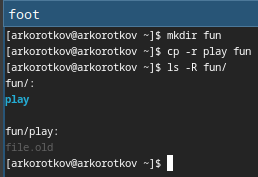 foot
[arkorotkov@arkorotkov ~]$ mkdir fun
[arkorotkov@arkorotkov ~]$ cp -r play fun
[arkorotkov@arkorotkov ~]$ ls -R fun/
fun/:
play
fun/play:
file.old
[arkorotkov@arkorotkov ~]$